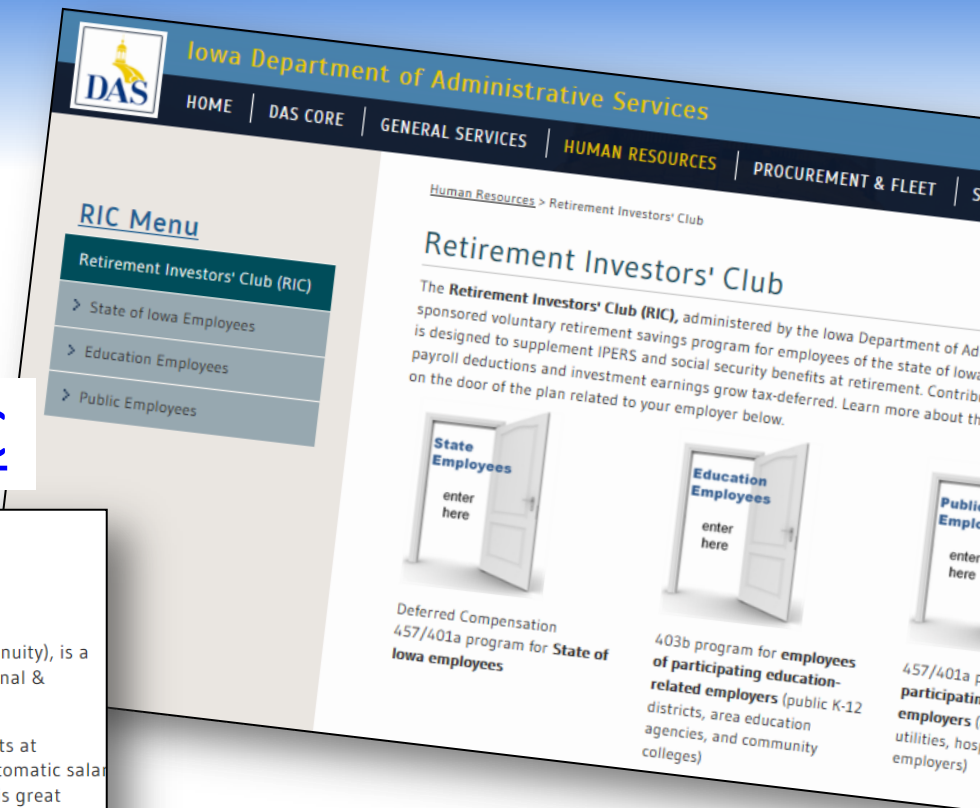 DAS
Iowa Department of Administrative Services
HOME
DAS CORE
GENERAL SERVICES
HUMAN RESOURCES
PROCUREMENT & FLEET
S
Human Resources > Retirement Investors' Club
RIC Menu
Retirement Investors' Club (RIC)
> State of Iowa Employees
> Education Employees
> Public Employees
Retirement Investors' Club
The Retirement Investors' Club (RIC), administered by the Iowa Department of Ad
sponsored voluntary retirement savings program for employees of the state of Iowa
is designed to supplement IPERS and social security benefits at retirement. Contrib
payroll deductions and investment earnings grow tax-deferred. Learn more about th
on the door of the plan related to your employer below.
State
Employees
enter
here
Deferred Compensation
457/401a program for State of
Iowa employees
Education
Employees
enter
here
403b program for employees
of participating education-
related employers (public K-12
districts, area education
agencies, and community
colleges)
Public
Emplo
enter
here
457/401a p
participatin
employers (
utilities, hosp
employers)
nuity), is a
nal &
ts at
tomatic salar
s great